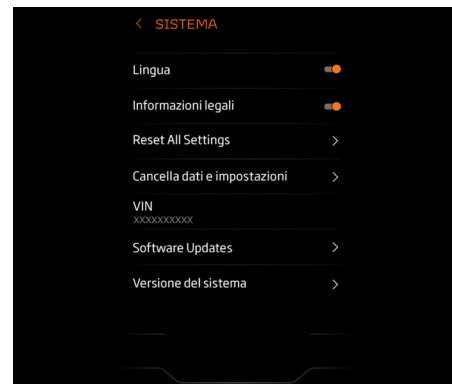 SISTEMA
Lingua
Informazioni legali
Reset All Settings
Cancella dati e impostazioni
VIN
XXXXXXXXXX
Software Updates
Versione del sistema